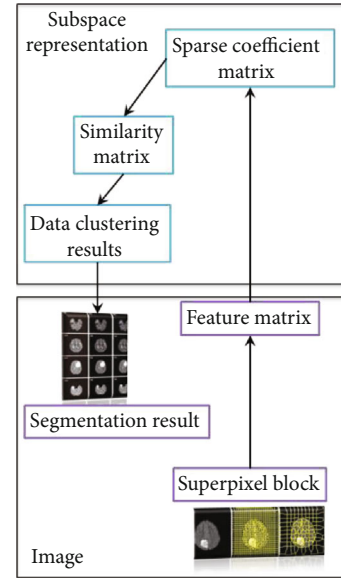 Subspace
representation
Sparse coefficient
matrix
Similarity
matrix
Data clustering
results
Feature matrix
Segmentation result
Superpixel block
Image